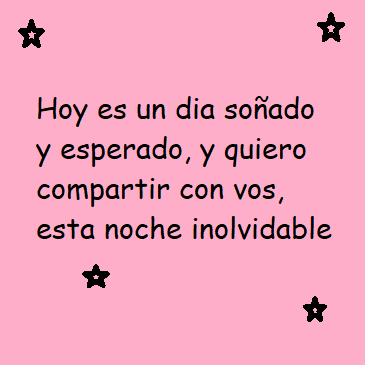 Hoy es un dia soñado
y esperado, y quiero
compartir con vos,
esta noche inolvidable